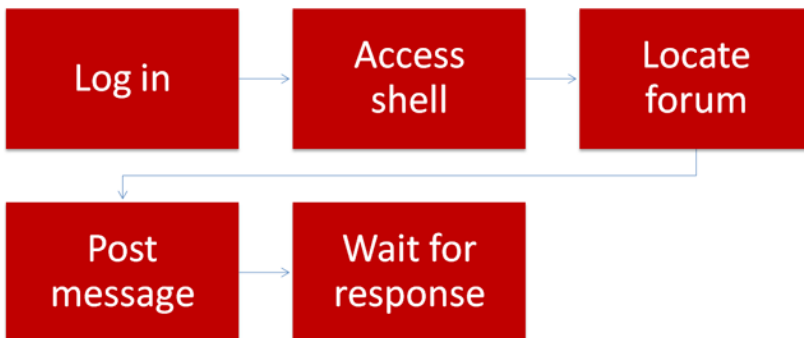 Log in
Access
shell
Locate
forum
Post
message
Wait for
response